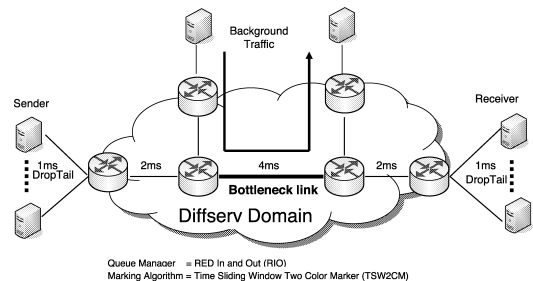 Background
Traffic
Sender
Receiver
1ms
DropTail
2ms
4ms
2ms
1ms
DropTail
Bottleneck link
Diffserv Domain
Queue Manager = RED In and Out (RIO)
Marking Algorithm = Time Sliding Window Two Color Marker (TSW2CM)